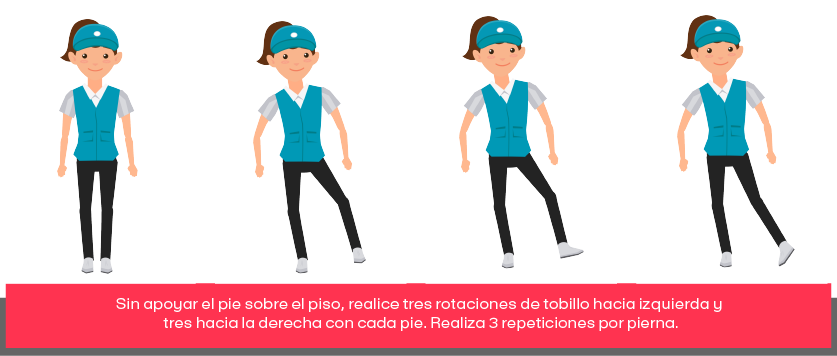 Sin apoyar el pie sobre el piso, realice tres rotaciones de tobillo hacia izquierda y
tres hacia la derecha con cada pie. Realiza 3 repeticiones por pierna.